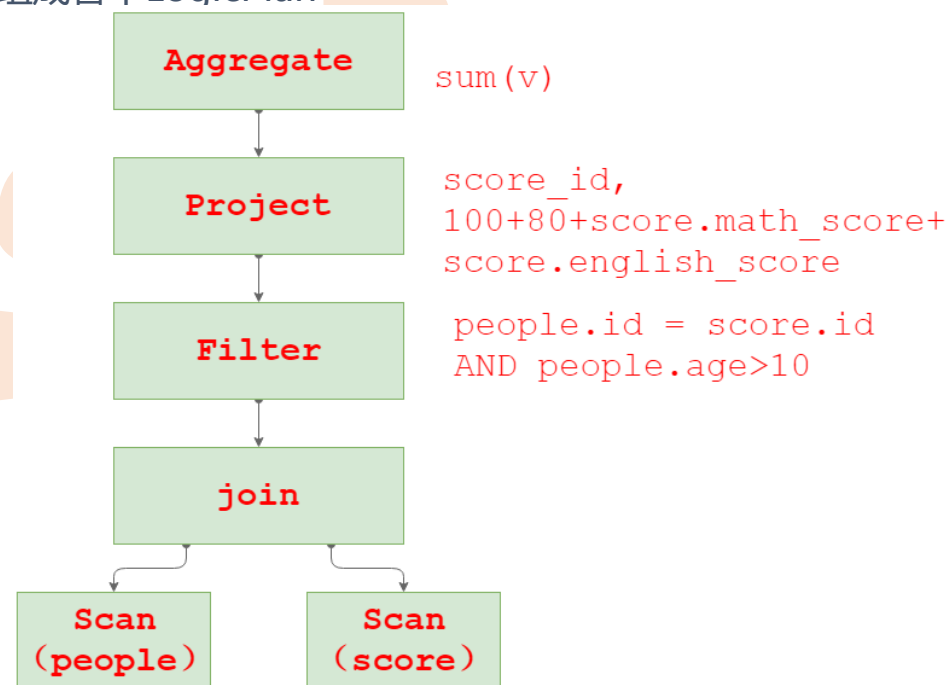 Aggregate
sum(v)
Project
score_id,
100+80+score.math_score+
score.english_score
Filter
people.id = score.id
AND people.age>10
join
Scan
(people)
Scan
(score)